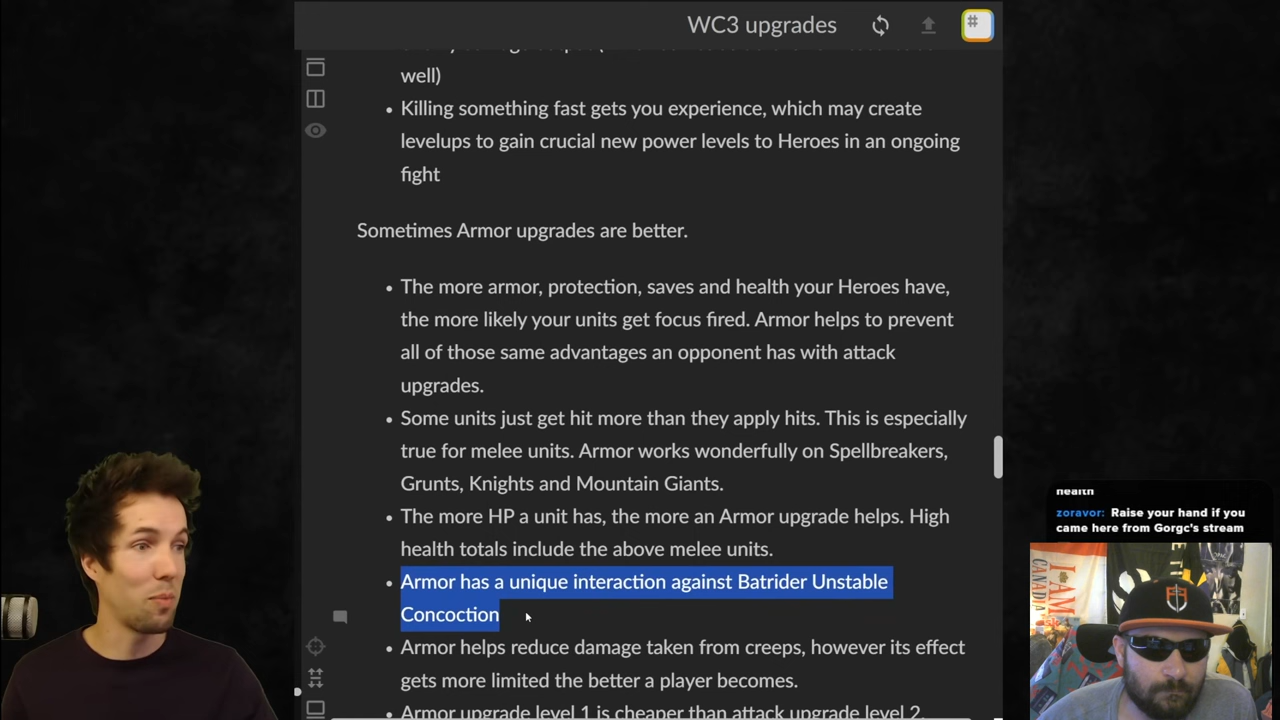 WC3 upgrades
well)
• Killing something fast gets you experience, which may create
levelups to gain crucial new power levels to Heroes in an ongoing
fight
Sometimes Armor upgrades are better.
• The more armor, protection, saves and health your Heroes have,
the more likely your units get focus fired. Armor helps to prevent
all of those same advantages an opponent has with attack
upgrades.
• Some units just get hit more than they apply hits. This is especially
true for melee units. Armor works wonderfully on Spellbreakers,
Grunts, Knights and Mountain Giants.
• The more HP a unit has, the more an Armor upgrade helps. High
health totals include the above melee units.
• Armor has a unique interaction against Batrider Unstable
Concoction
• Armor helps reduce damage taken from creeps, however its effect
gets more limited the better a player becomes.
• Armor upgrade level 1 is cheaper than attack upgrade level 2.
health
zoravor: Raise your hand if you
came here from Gorgc's stream
I AM
CANADIAN